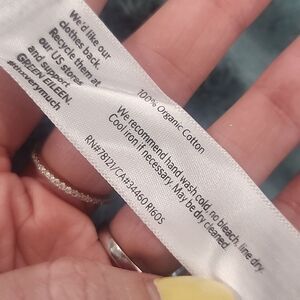 We'd like our
clothes back.
Recycle them at
our US stores
and support
GREEN EILEEN.
#thxverymuch
100% Organic Cotton
We recommend hand wash cold, no bleach, line dry.
Cool iron if necessary. May be dry cleaned.
RN#78121/CA#34460 R160S